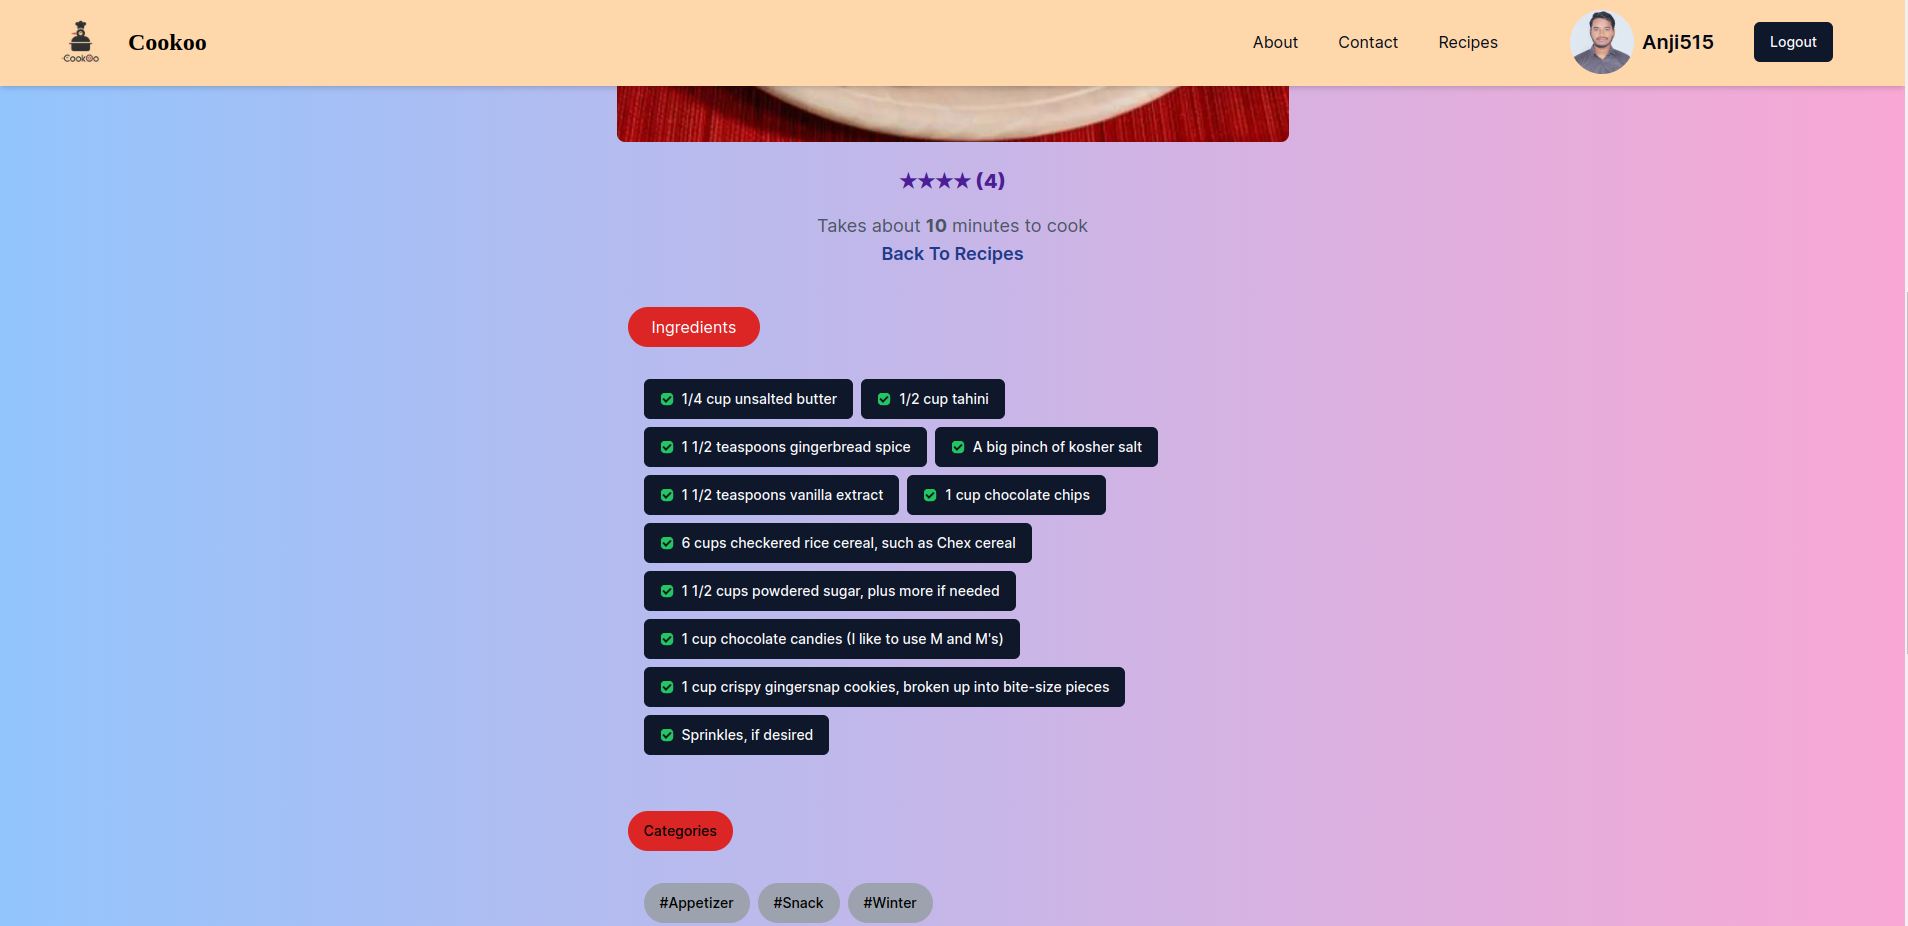 CookOo
Cookoo
About
Contact
Recipes
Anji515
Logout
★★★★ (4)
Takes about 10 minutes to cook
Back To Recipes
Ingredients
1/4 cup unsalted butter
1/2 cup tahini
1 1/2 teaspoons gingerbread spice
A big pinch of kosher salt
1 1/2 teaspoons vanilla extract
1 cup chocolate chips
6 cups checkered rice cereal, such as Chex cereal
1 1/2 cups powdered sugar, plus more if needed
1 cup chocolate candies (I like to use M and M's)
1 cup crispy gingersnap cookies, broken up into bite-size pieces
Sprinkles, if desired
Categories
#Appetizer
#Snack
#Winter